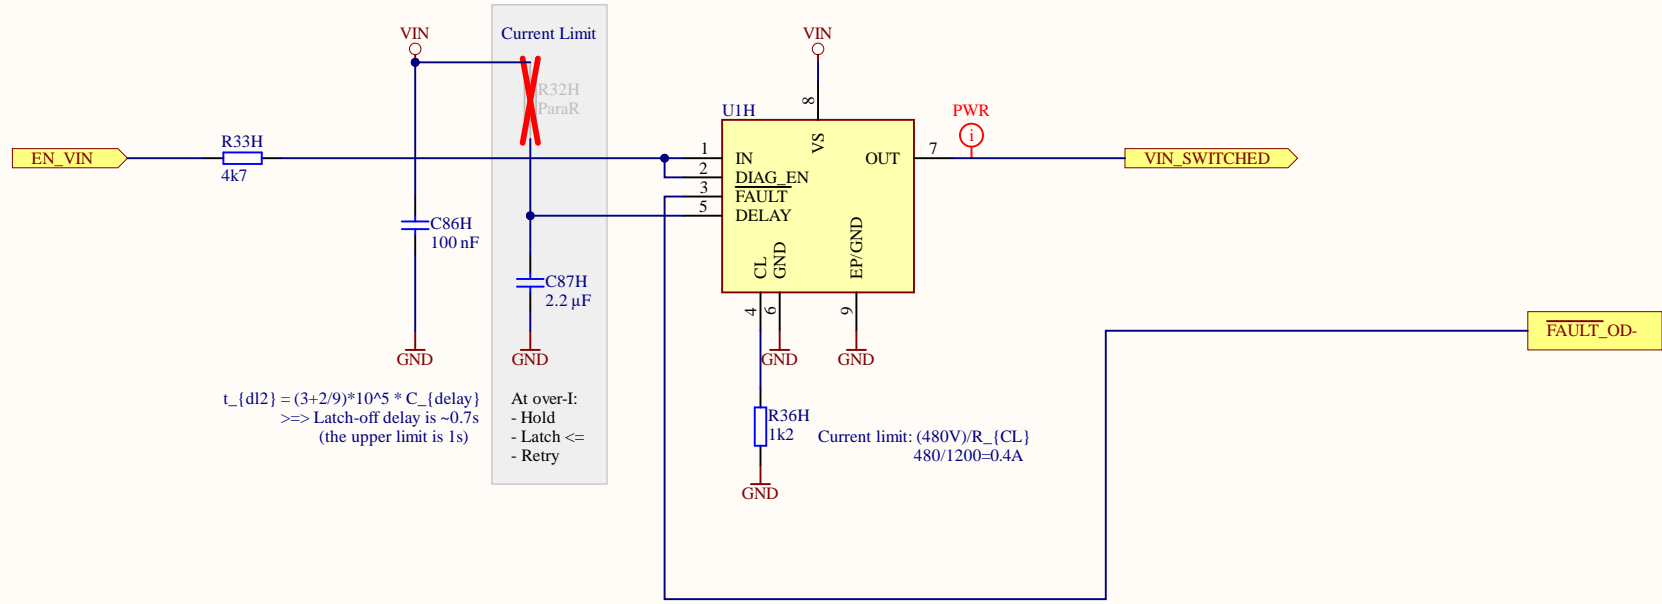 VIN
Current Limit
VIN
R32H
ParaR
8
U1H
VS
PWR
i
EN_VIN
R33H
4k7
1
IN
2
DIAG_EN
3
FAULT
5
DELAY
OUT
7
VIN_SWITCHED
C86H
100 nF
C87H
2.2 µF
CL
GND
EP/GND
4
6
9
GND
GND
GND
GND
FAULT_OD-
t_{dl2} = (3+2/9)*10^5 * C_{delay}
>=> Latch-off delay is ~0.7s
(the upper limit is 1s)
At over-I:
- Hold
- Latch <=
- Retry
R36H
1k2
Current limit: (480V)/R_{CL}
480/1200=0.4A
GND